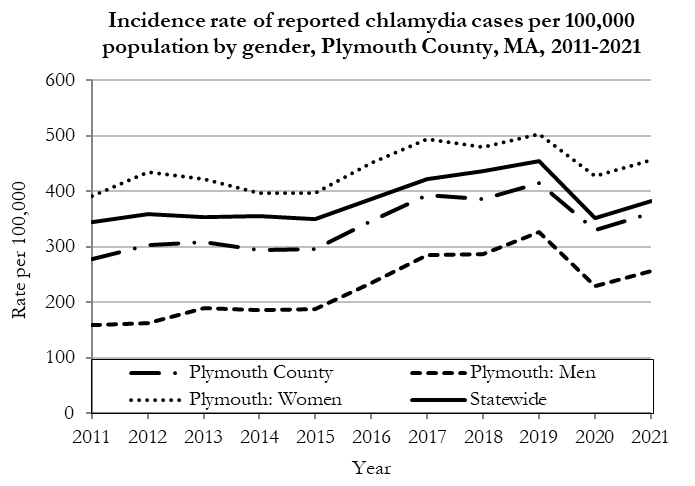 Incidence rate of reported chlamydia cases per 100,000
population by gender, Plymouth County, MA, 2011-2021
600
500
400
300
200
100
0
Rate per 100,000
Plymouth County
Plymouth: Men
Plymouth: Women
Statewide
2011 2012 2013 2014 2015 2016 2017 2018 2019 2020 2021
Year